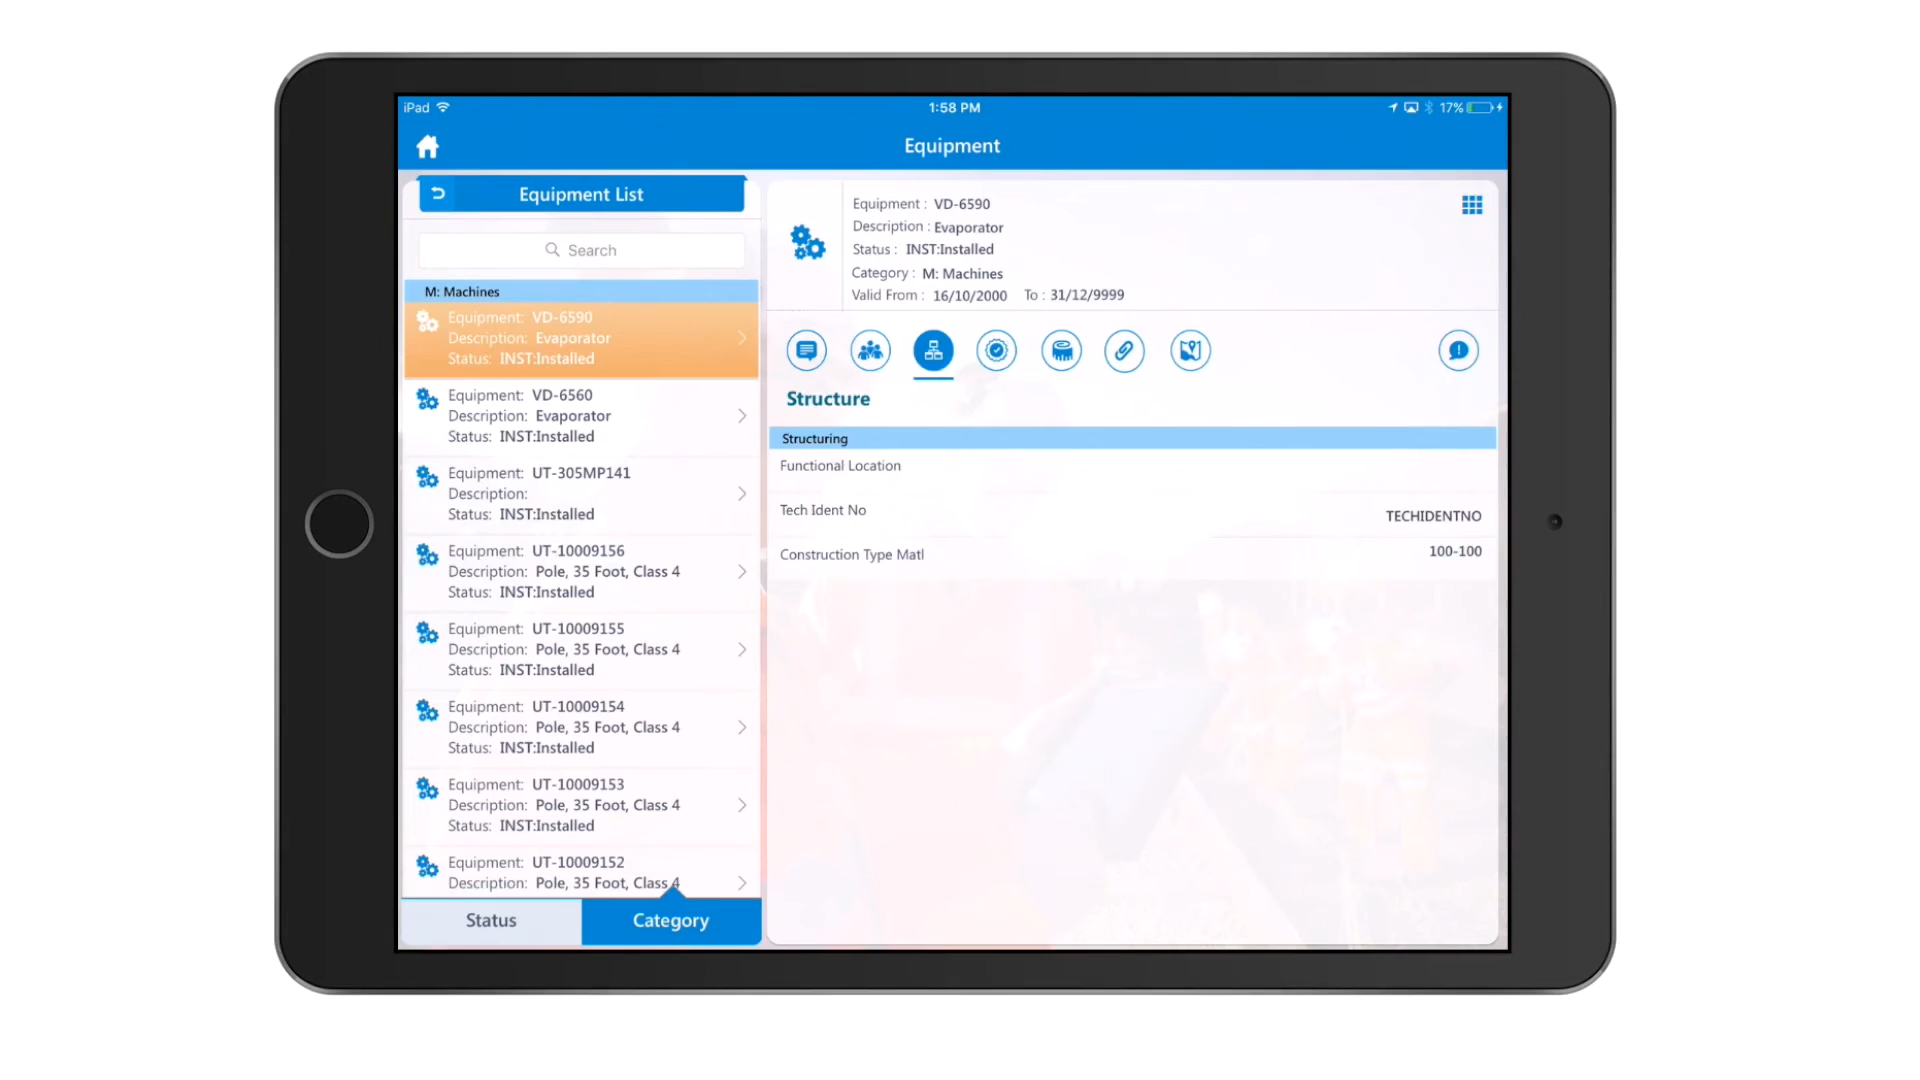 iPad
1:58 PM
17%
Equipment
Equipment List
Search
M: Machines
Equipment: VD-6590
Description: Evaporator
Status: INST:Installed
Equipment: VD-6560
Description: Evaporator
Status: INST:Installed
Equipment: UT-305MP141
Description:
Status: INST:Installed
Equipment: UT-10009156
Description: Pole, 35 Foot, Class 4
Status: INST:Installed
Equipment: UT-10009155
Description: Pole, 35 Foot, Class 4
Status: INST:Installed
Equipment: UT-10009154
Description: Pole, 35 Foot, Class 4
Status: INST:Installed
Equipment: UT-10009153
Description: Pole, 35 Foot, Class 4
Status: INST:Installed
Equipment: UT-10009152
Description: Pole, 35 Foot, Class 4
Status
Category
Equipment : VD-6590
Description : Evaporator
Status : INST:Installed
Category : M: Machines
Valid From : 16/10/2000 To : 31/12/9999
Structure
Structuring
Functional Location
Tech Ident No TECHIDENTNO
Construction Type Matl 100-100